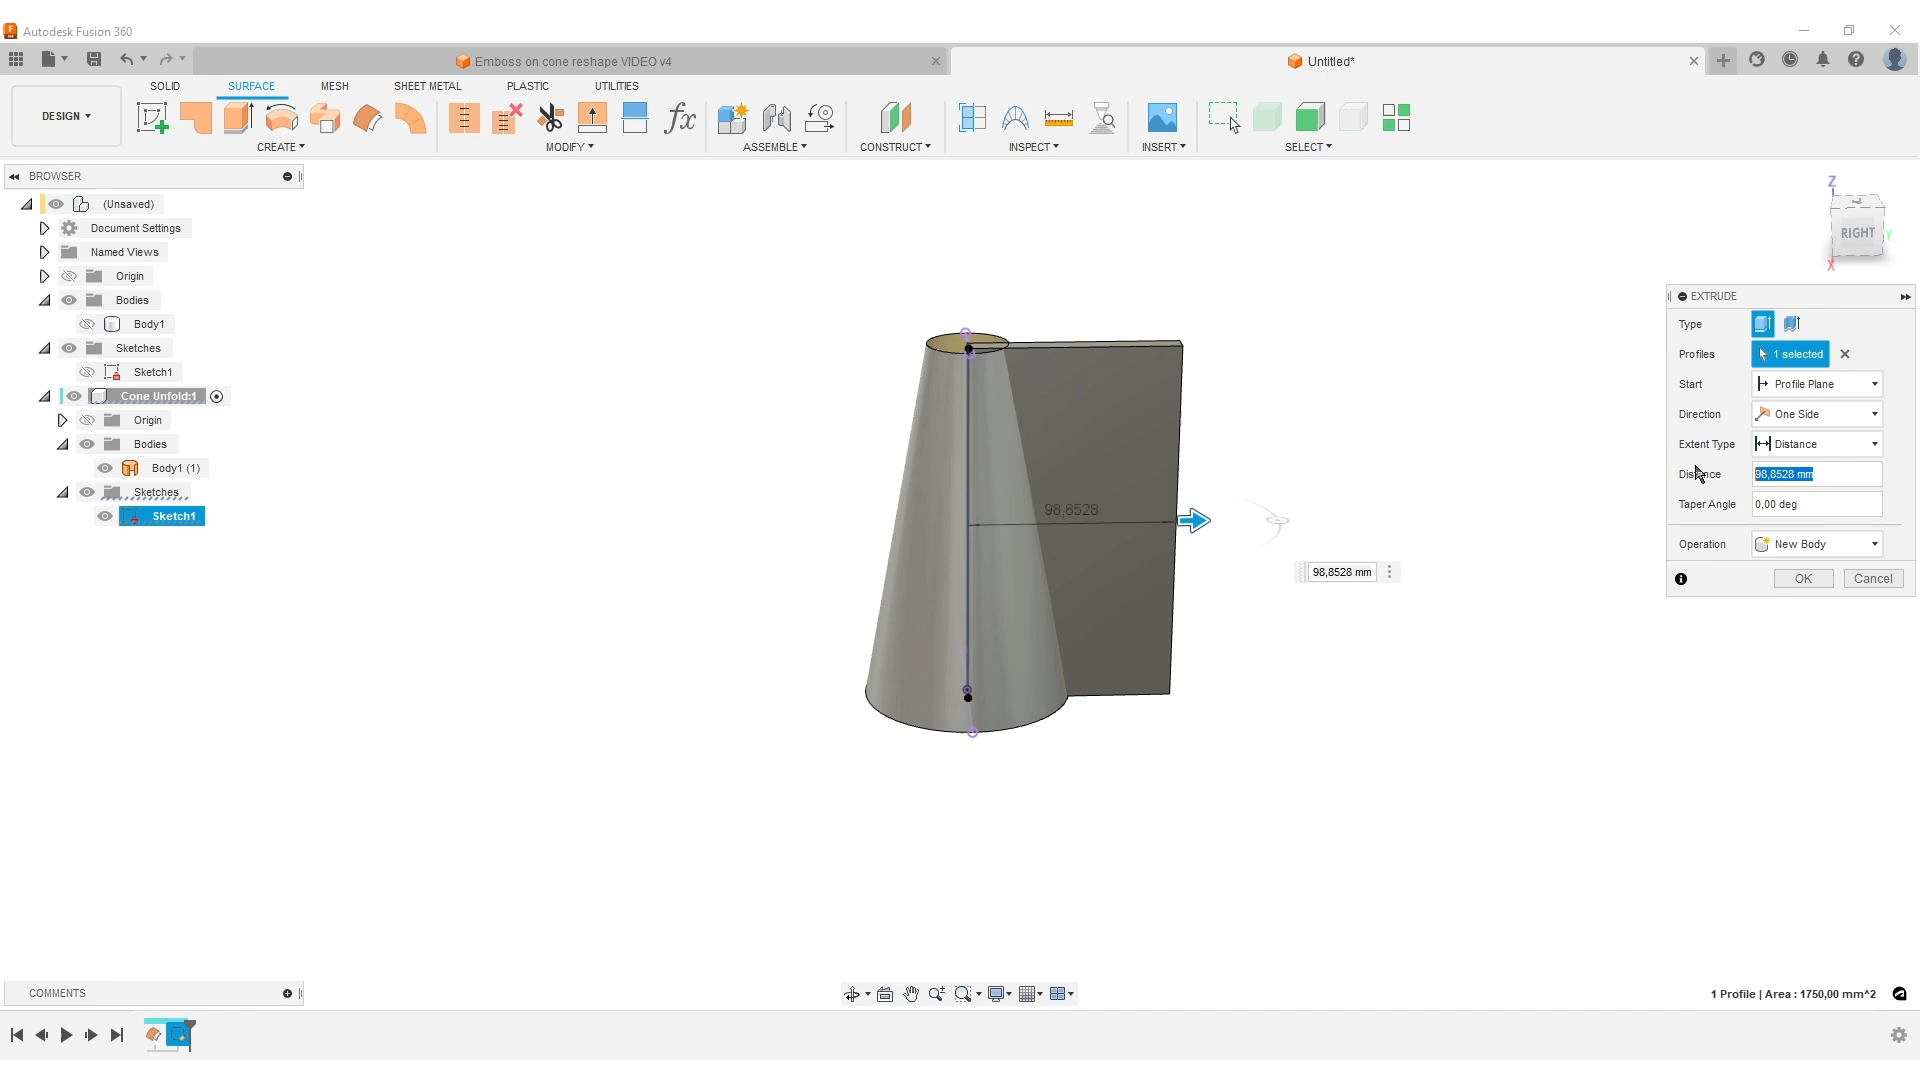 Autodesk Fusion 360
Emboss on cone reshape VIDEO v4
Untitled*
DESIGN
SOLID SURFACE MESH SHEET METAL PLASTIC UTILITIES
CREATE MODIFY ASSEMBLE CONSTRUCT INSPECT INSERT SELECT
BROWSER
(Unsaved)
Document Settings
Named Views
Origin
Bodies
Body1
Sketches
Sketch1
Cone Unfold:1
Origin
Bodies
Body1 (1)
Sketches
Sketch1
98,8528
98,8528 mm
Z
RIGHT
Y
X
EXTRUDE
Type
Profiles 1 selected
Start Profile Plane
Direction One Side
Extent Type Distance
Distance 98,8528 mm
Taper Angle 0,00 deg
Operation New Body
OK Cancel
COMMENTS
1 Profile | Area : 1750,00 mm^2